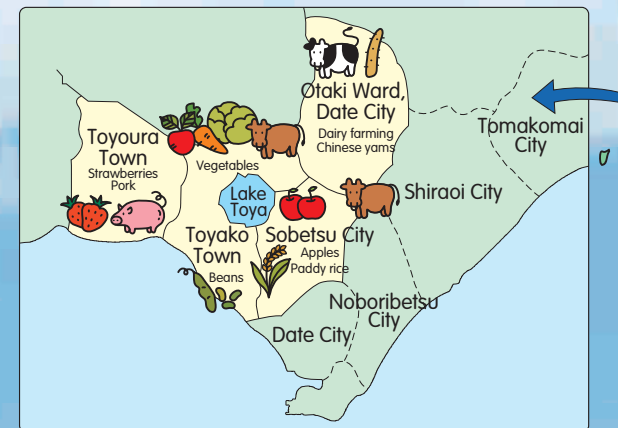 Otaki Ward,
Date City
Dairy farming
Chinese yams
Tomakomai
City
Toyoura
Town
Strawberries
Pork
Vegetables
Lake
Toya
Shiraoi City
Toyako
Town
Beans
Sobetsu City
Apples
Paddy rice
Noboribetsu
City
Date City